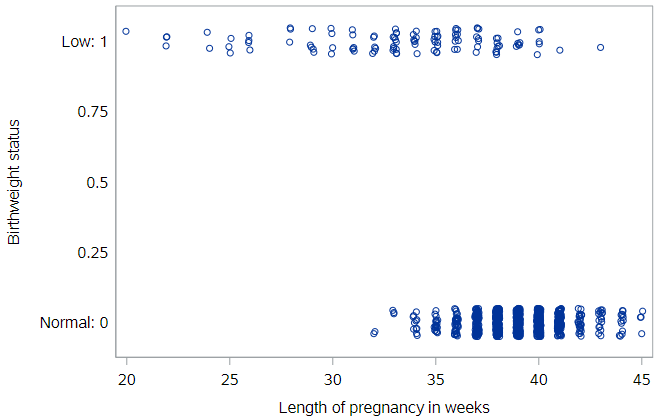 Low: 1
0.75
0.5
0.25
Normal: 0
Birthweight status
20 25 30 35 40 45
Length of pregnancy in weeks